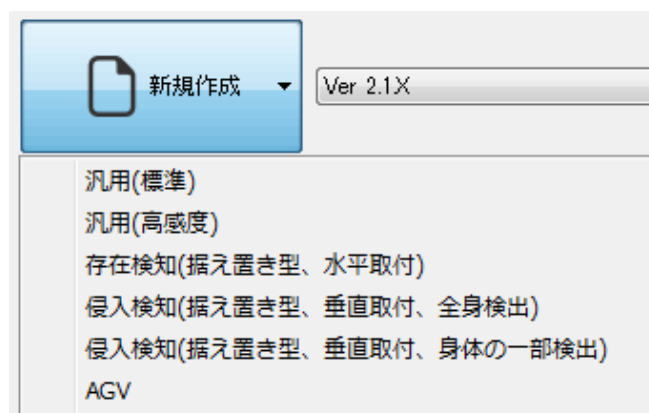 新規作成
Ver 2.1X
汎用(標準)
汎用(高感度)
存在検知(据え置き型、水平取付)
侵入検知(据え置き型、垂直取付、全身検出)
侵入検知(据え置き型、垂直取付、身体の一部検出)
AGV